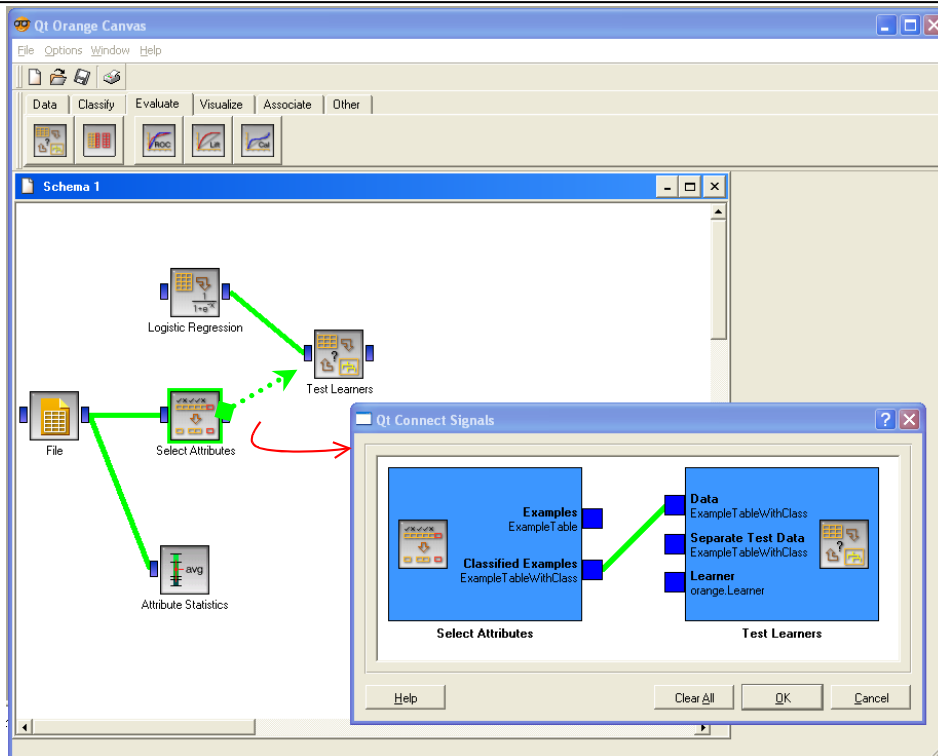 Qt Orange Canvas
File Options Window Help
Data Classify Evaluate Visualize Associate Other
? ROC Lift Cal
Schema 1
1
1+e^-x
Logistic Regression
?
Test Learners
File
Select Attributes
avg
Attribute Statistics
Qt Connect Signals
Examples
ExampleTable
Classified Examples
ExampleTableWithClass
Select Attributes
Data
ExampleTableWithClass
Separate Test Data
ExampleTableWithClass
Learner
orange.Learner
?
Test Learners
Help Clear All OK Cancel